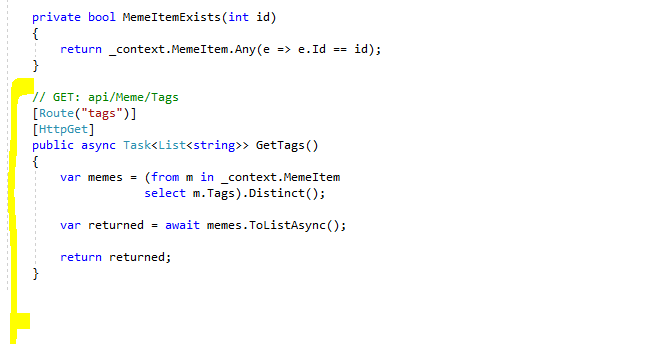 private bool MemeItemExists(int id)
{
    return _context.MemeItem.Any(e => e.Id == id);
}
// GET: api/Meme/Tags
[Route("tags")]
[HttpGet]
public async Task<List<string>> GetTags()
{
    var memes = (from m in _context.MemeItem
                 select m.Tags).Distinct();
    var returned = await memes.ToListAsync();
    return returned;
}